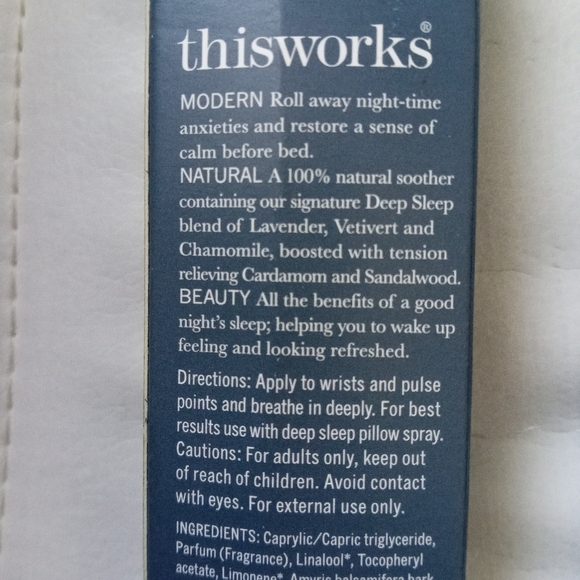 thisworks®
MODERN Roll away night-time
anxieties and restore a sense of
calm before bed.
NATURAL A 100% natural soother
containing our signature Deep Sleep
blend of Lavender, Vetivert and
Chamomile, boosted with tension
relieving Cardamom and Sandalwood.
BEAUTY All the benefits of a good
night's sleep; helping you to wake up
feeling and looking refreshed.
Directions: Apply to wrists and pulse
points and breathe in deeply. For best
results use with deep sleep pillow spray.
Cautions: For adults only, keep out
of reach of children. Avoid contact
with eyes. For external use only.
INGREDIENTS: Caprylic/Capric triglyceride,
Parfum (Fragrance), Linalool*, Tocopheryl
acetate, Limonene*, Amyris balsamifera bark